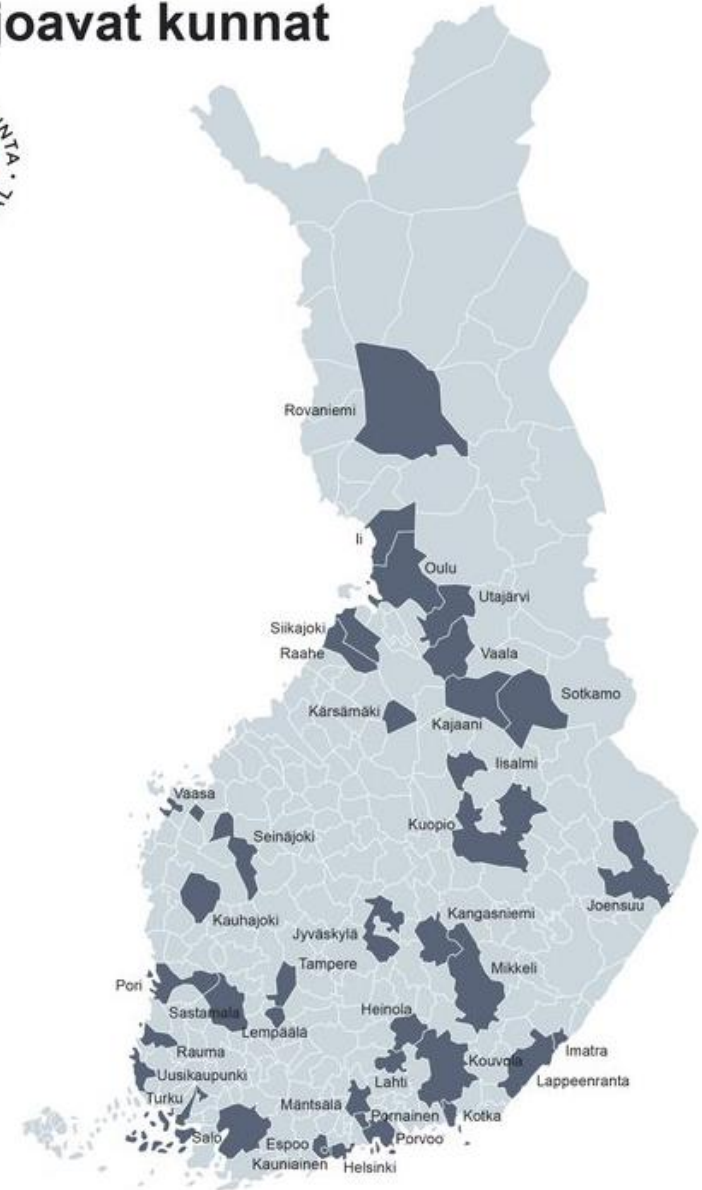 joavat kunnat
Rovaniemi
Ii
Oulu
Utajärvi
Siikajoki
Raahe
Vaala
Sotkamo
Kärsämäki
Kajaani
Iisalmi
Vaasa
Kuopio
Seinäjoki
Joensuu
Kangasniemi
Kauhajoki
Jyväskylä
Tampere
Mikkeli
Pori
Sastamala
Heinola
Lempäälä
Rauma
Kouvola
Imatra
Uusikaupunki
Lahti
Lappeenranta
Turku
Mäntsälä
Pornainen
Kotka
Salo
Espoo
Porvoo
Kauniainen
Helsinki